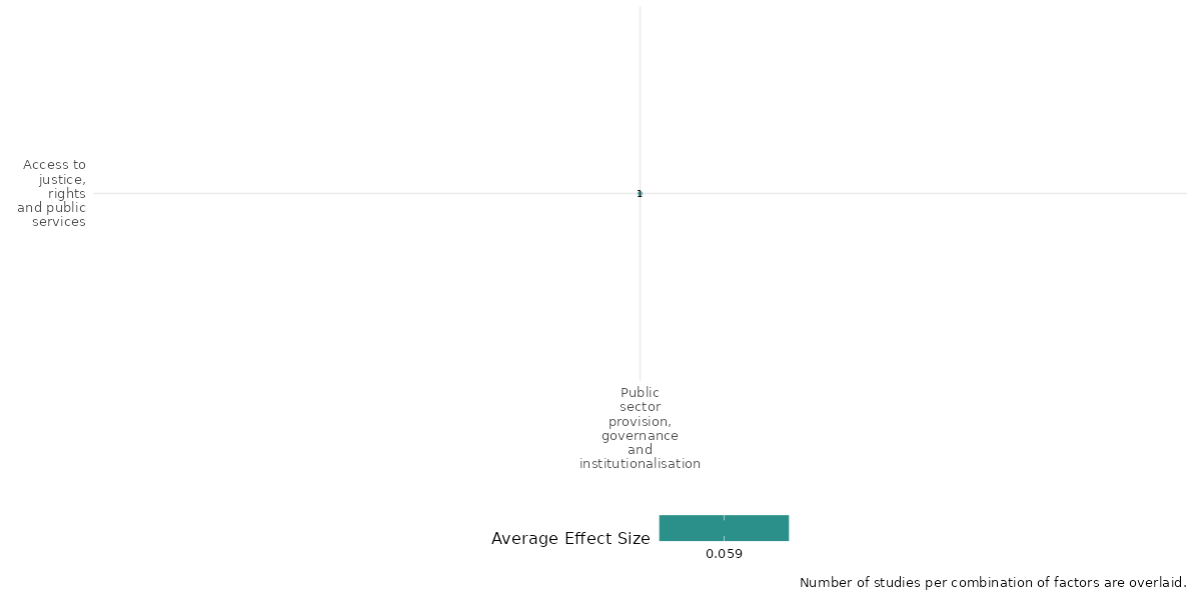 Access to
justice,
rights
and public
services
1
Public
sector
provision,
governance
and
institutionalisation
Average Effect Size
0.059
Number of studies per combination of factors are overlaid.